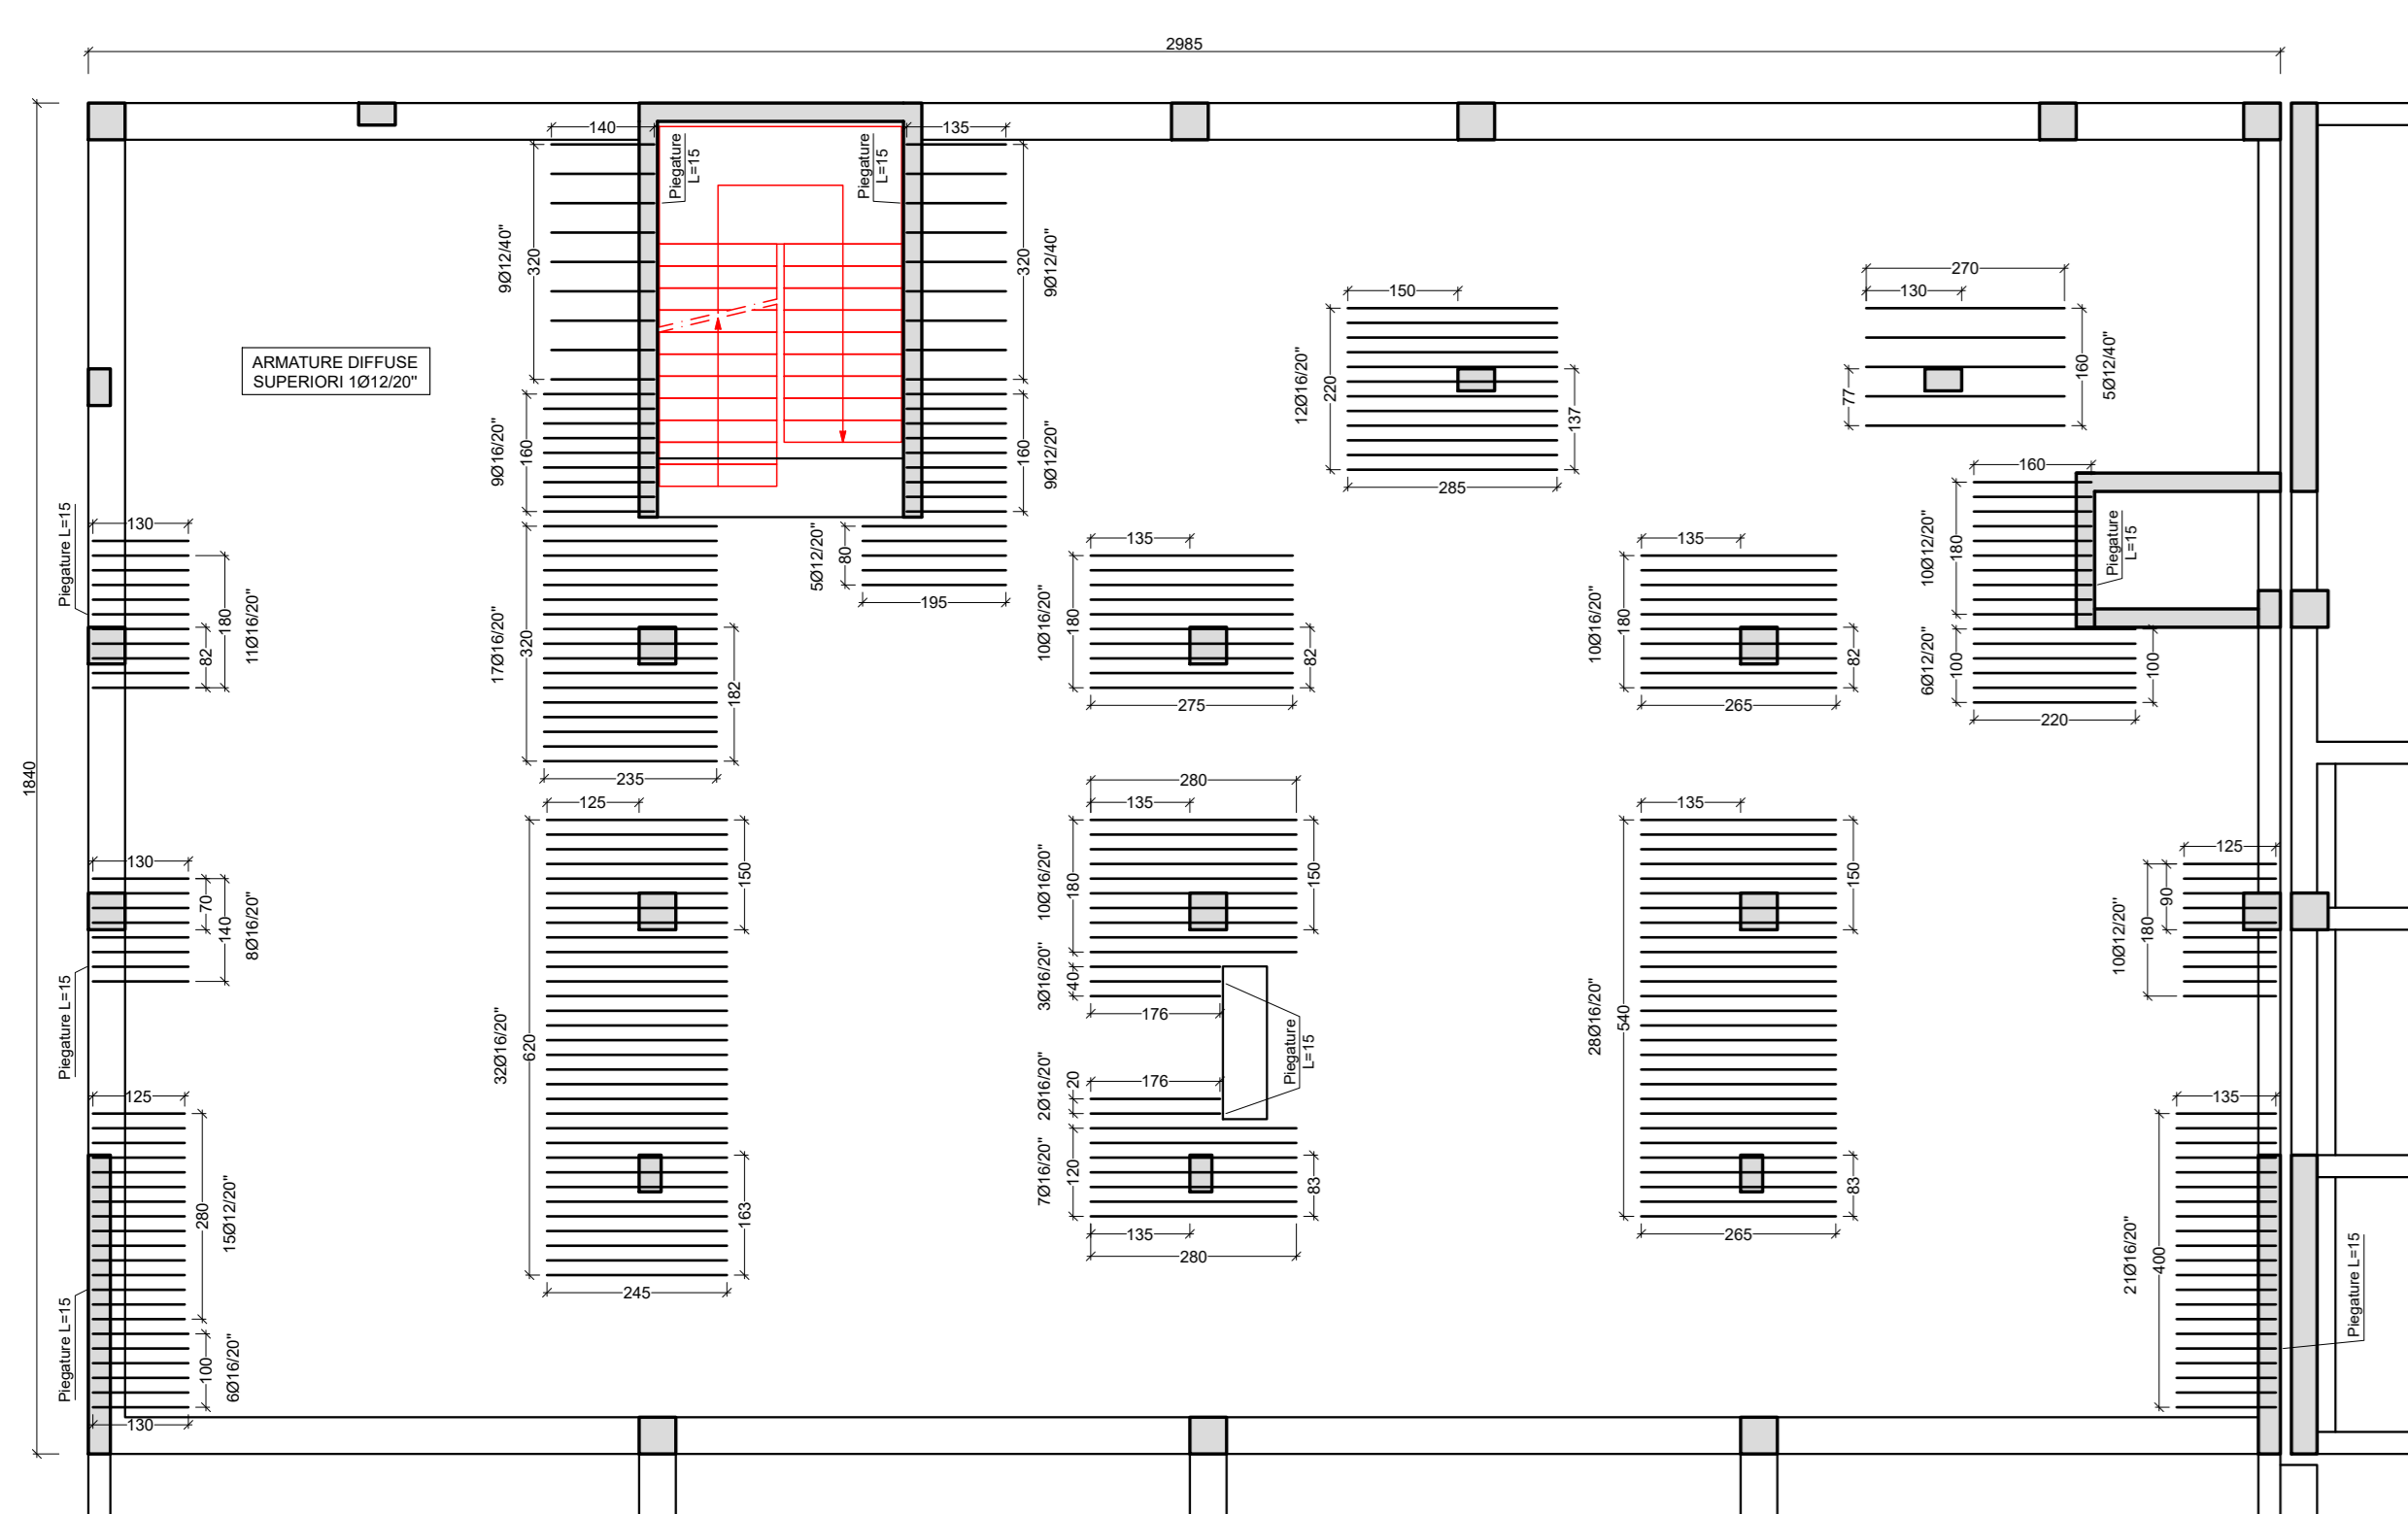 2985
140
135
Piegature
L=15
Piegature
L=15
1840
9Ø12/40"
320
320
9Ø12/40"
ARMATURE DIFFUSE
SUPERIORI 1Ø12/20"
150
12Ø16/20"
220
137
285
270
130
77
160
5Ø12/40"
9Ø16/20"
160
160
9Ø12/20"
160
10Ø12/20"
180
Piegature
L=15
6Ø12/20"
100
100
220
Piegature L=15
130
180
82
11Ø16/20"
17Ø16/20"
320
182
235
5Ø12/20"
80
195
135
10Ø16/20"
180
82
275
135
10Ø16/20"
180
82
265
130
70
140
8Ø16/20"
Piegature L=15
125
150
32Ø16/20"
620
163
245
280
135
10Ø16/20"
180
150
3Ø16/20"
40
176
Piegature
L=15
176
2Ø16/20"
20
7Ø16/20"
120
83
135
280
135
150
28Ø16/20"
540
83
265
125
90
180
10Ø12/20"
125
280
15Ø12/20"
Piegature L=15
100
6Ø16/20"
130
135
21Ø16/20"
400
Piegature L=15